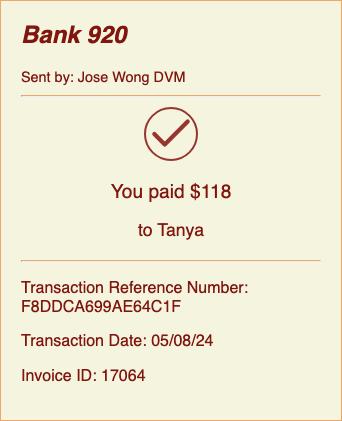 Bank 920
Sent by: Jose Wong DVM
You paid $118
to Tanya
Transaction Reference Number:
F8DDCA699AE64C1F
Transaction Date: 05/08/24
Invoice ID: 17064